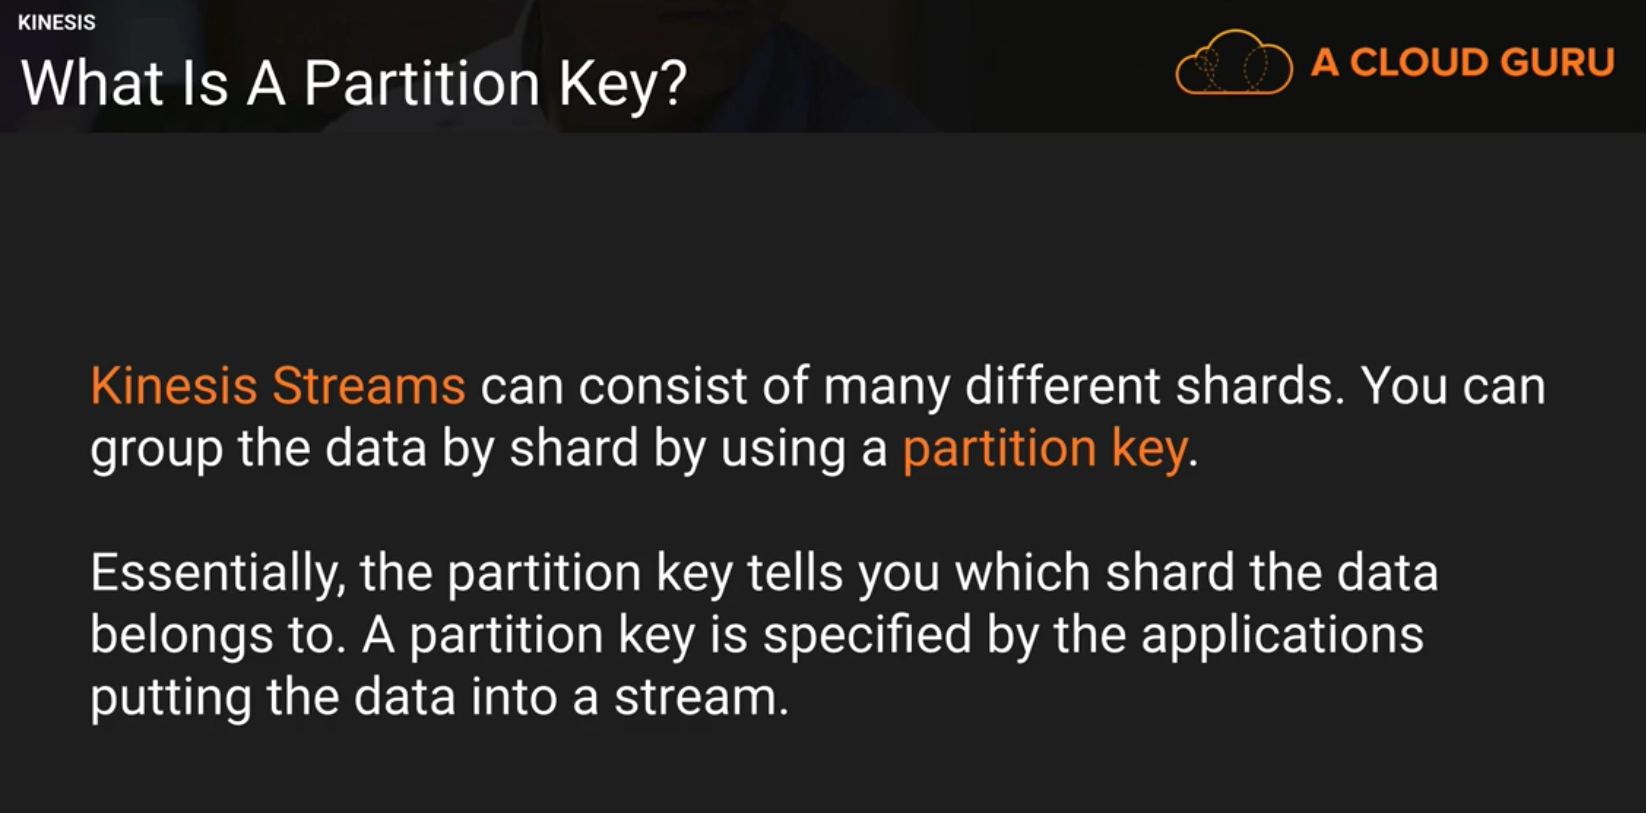 KINESIS
What Is A Partition Key?
A CLOUD GURU
Kinesis Streams can consist of many different shards. You can
group the data by shard by using a partition key.
Essentially, the partition key tells you which shard the data
belongs to. A partition key is specified by the applications
putting the data into a stream.